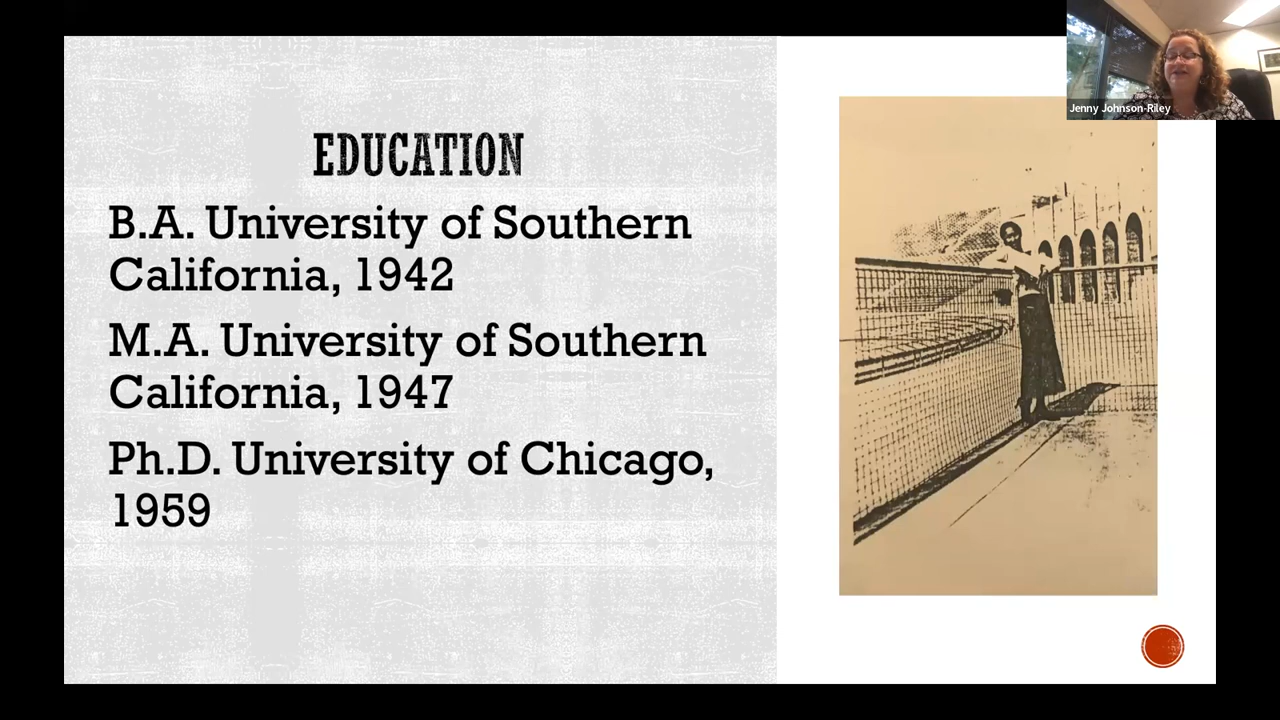 Jenny Johnson-Riley
EDUCATION
B.A. University of Southern
California, 1942
M.A. University of Southern
California, 1947
Ph.D. University of Chicago,
1959